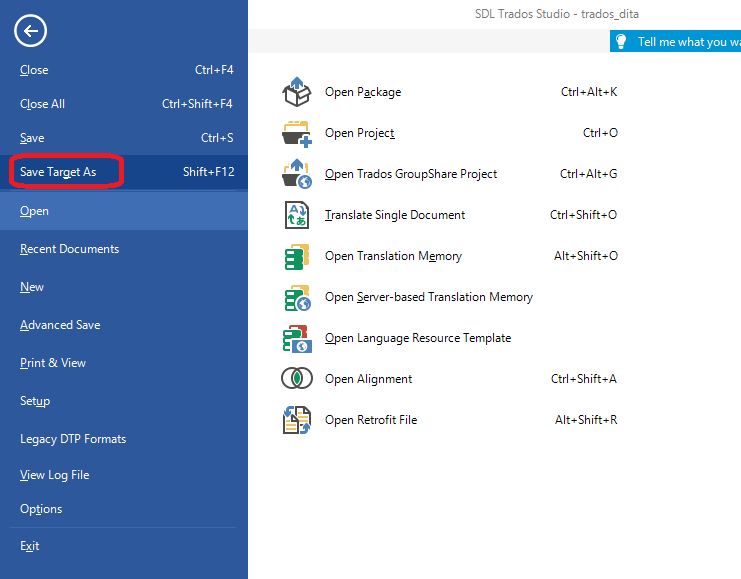 SDL Trados Studio - trados_dita
Tell me what you wa
Close Ctrl+F4
Close All Ctrl+Shift+F4
Save Ctrl+S
Save Target As Shift+F12
Open
Recent Documents
New
Advanced Save
Print & View
Setup
Legacy DTP Formats
View Log File
Options
Exit
Open Package Ctrl+Alt+K
Open Project Ctrl+O
Open Trados GroupShare Project Ctrl+Alt+G
Translate Single Document Ctrl+Shift+O
Open Translation Memory Alt+Shift+O
Open Server-based Translation Memory
Open Language Resource Template
Open Alignment Ctrl+Shift+A
Open Retrofit File Alt+Shift+R